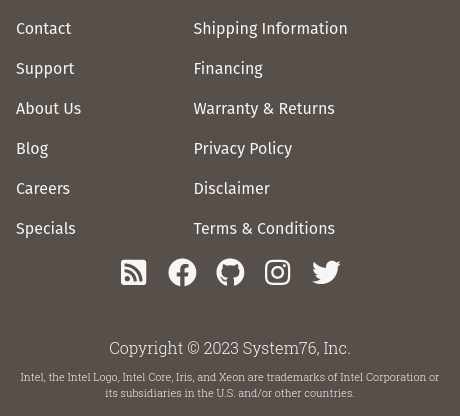 Contact
Support
About Us
Blog
Careers
Specials
Shipping Information
Financing
Warranty & Returns
Privacy Policy
Disclaimer
Terms & Conditions
Copyright © 2023 System76, Inc.
Intel, the Intel Logo, Intel Core, Iris, and Xeon are trademarks of Intel Corporation or
its subsidiaries in the U.S. and/or other countries.